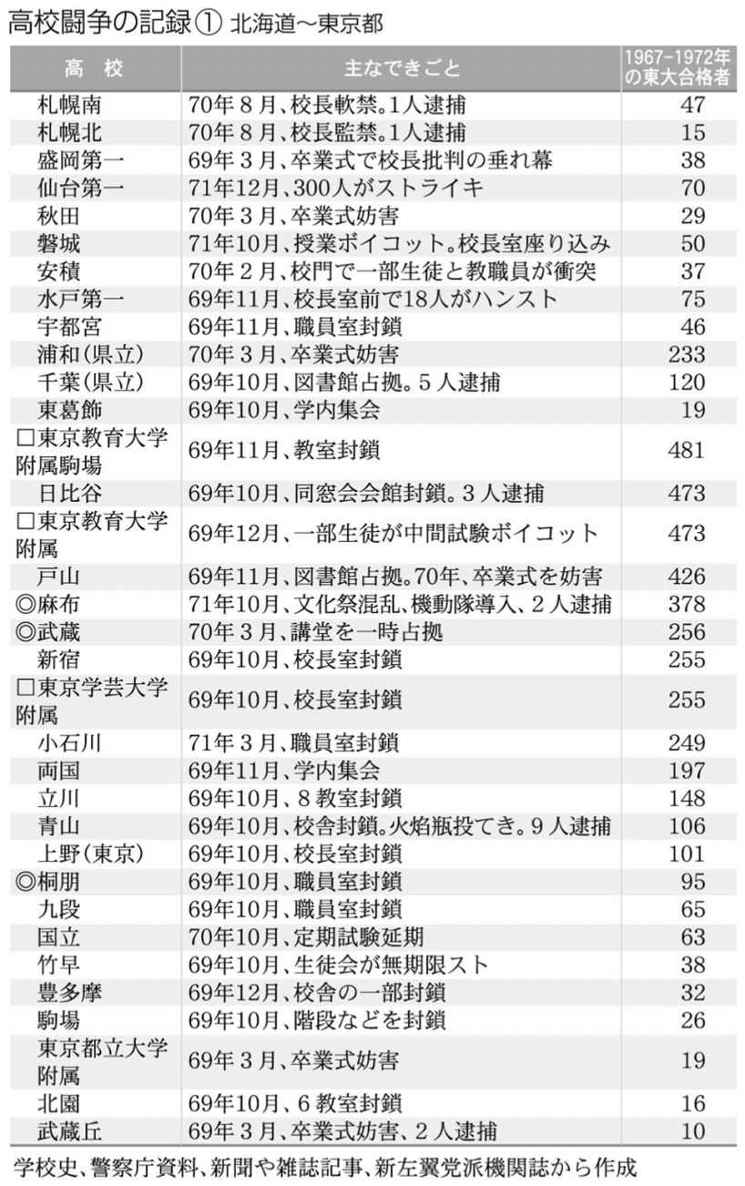 高校闘争の記録① 北海道～東京都
高　校 主なできごと 1967-1972年の東大合格者
札幌南 70年8月、校長軟禁。1人逮捕 47
札幌北 70年8月、校長監禁。1人逮捕 15
盛岡第一 69年3月、卒業式で校長批判の垂れ幕 38
仙台第一 71年12月、300人がストライキ 70
秋田 70年3月、卒業式妨害 29
磐城 71年10月、授業ボイコット。校長室座り込み 50
安積 70年2月、校門で一部生徒と教職員が衝突 37
水戸第一 69年11月、校長室前で18人がハンスト 75
宇都宮 69年11月、職員室封鎖 46
浦和（県立） 70年3月、卒業式妨害 233
千葉（県立） 69年10月、図書館占拠。5人逮捕 120
東葛飾 69年10月、学内集会 19
□東京教育大学
附属駒場 69年11月、教室封鎖 481
日比谷 69年10月、同窓会会館封鎖。3人逮捕 473
□東京教育大学
附属 69年12月、一部生徒が中間試験ボイコット 473
戸山 69年11月、図書館占拠。70年、卒業式を妨害 426
◎麻布 71年10月、文化祭混乱、機動隊導入、2人逮捕 378
◎武蔵 70年3月、講堂を一時占拠 256
新宿 69年10月、校長室封鎖 255
□東京学芸大学
附属 69年10月、校長室封鎖 255
小石川 71年3月、職員室封鎖 249
両国 69年11月、学内集会 197
立川 69年10月、8教室封鎖 148
青山 69年10月、校舎封鎖。火焰瓶投てき。9人逮捕 106
上野（東京） 69年10月、校長室封鎖 101
◎桐朋 69年10月、職員室封鎖 95
九段 69年10月、職員室封鎖 65
国立 70年10月、定期試験延期 63
竹早 69年10月、生徒会が無期限スト 38
豊多摩 69年12月、校舎の一部封鎖 32
駒場 69年10月、階段などを封鎖 26
東京都立大学
附属 69年3月、卒業式妨害 19
北園 69年10月、6教室封鎖 16
武蔵丘 69年3月、卒業式妨害、2人逮捕 10
学校史、警察庁資料、新聞や雑誌記事、新左翼党派機関誌から作成